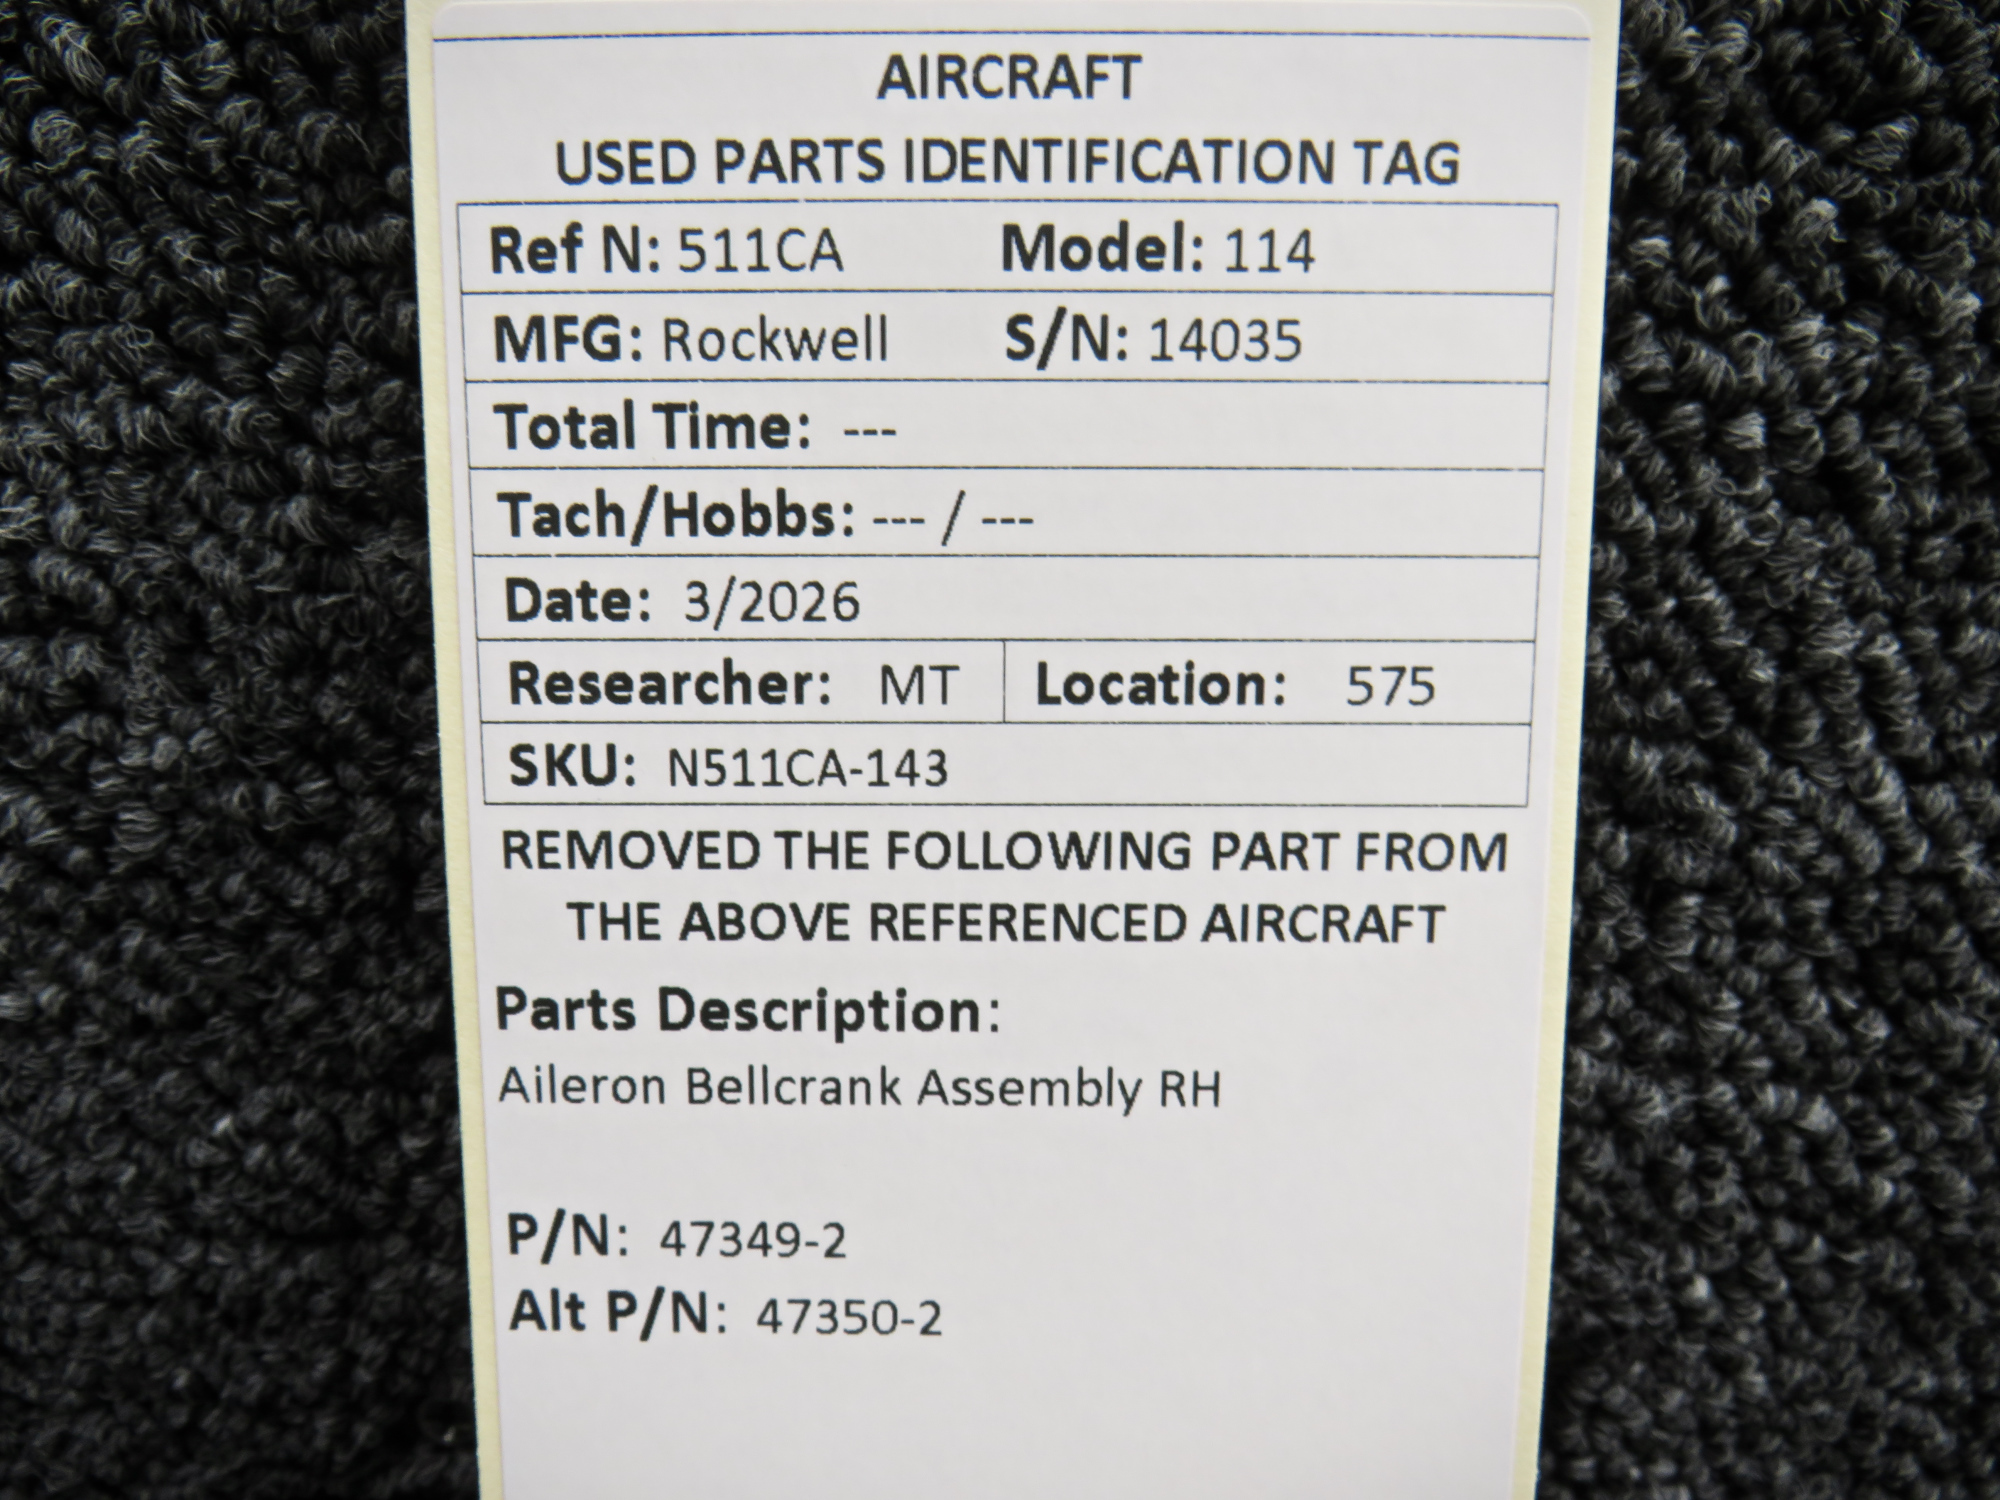 AIRCRAFT
USED PARTS IDENTIFICATION TAG
Ref N: 511CA Model: 114
MFG: Rockwell S/N: 14035
Total Time: ---
Tach/Hobbs: --- / ---
Date: 3/2026
Researcher: MT Location: 575
SKU: N511CA-143
REMOVED THE FOLLOWING PART FROM
THE ABOVE REFERENCED AIRCRAFT
Parts Description:
Aileron Bellcrank Assembly RH
P/N: 47349-2
Alt P/N: 47350-2